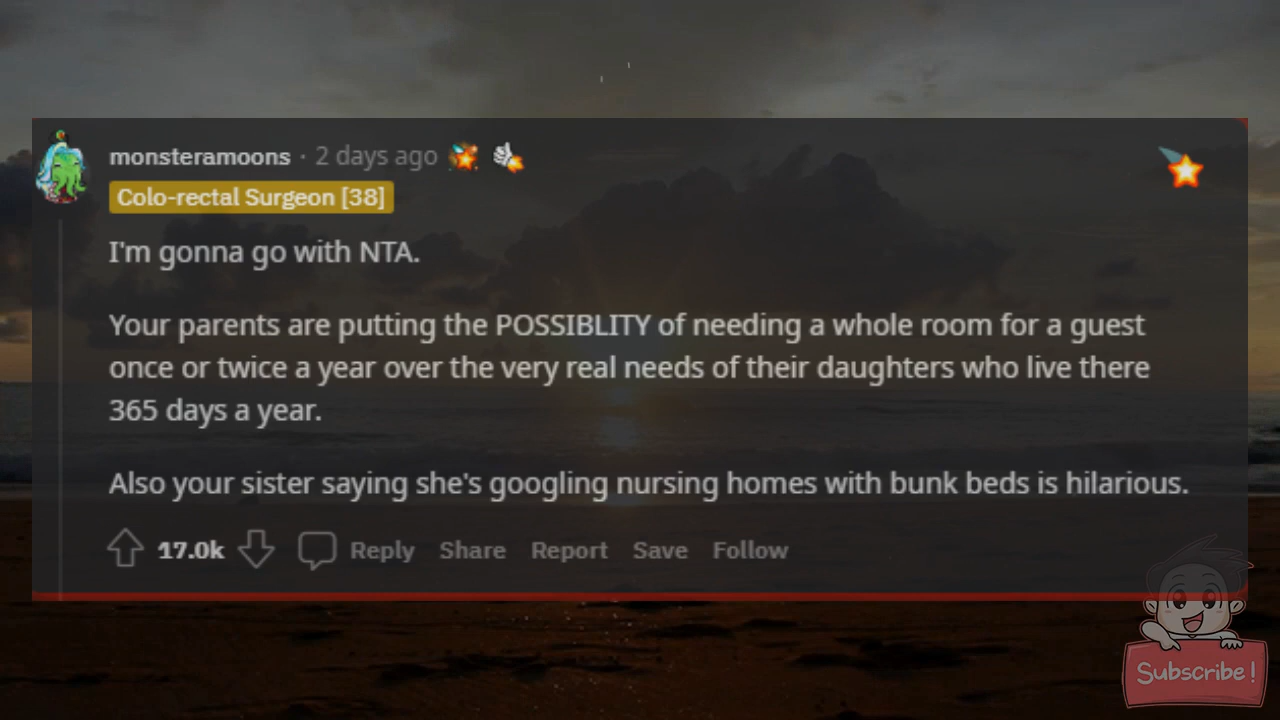 monsteramoons · 2 days ago
Colo-rectal Surgeon [38]
I'm gonna go with NTA.
Your parents are putting the POSSIBLITY of needing a whole room for a guest
once or twice a year over the very real needs of their daughters who live there
365 days a year.
Also your sister saying she's googling nursing homes with bunk beds is hilarious.
17.0k Reply Share Report Save Follow
Subscribe!